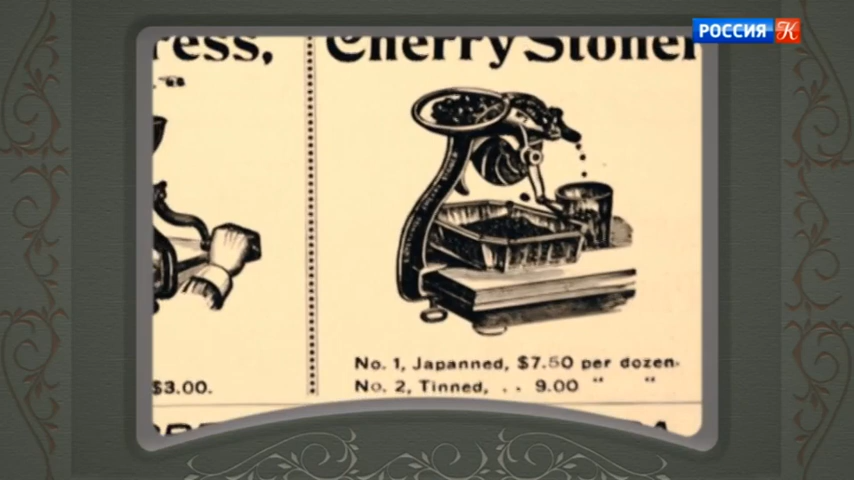 РОССИЯ К
ress,
Cherry Stoner
$3.00.
No. 1, Japanned, $7.50 per dozen.
No. 2, Tinned, . . 9.00 " "